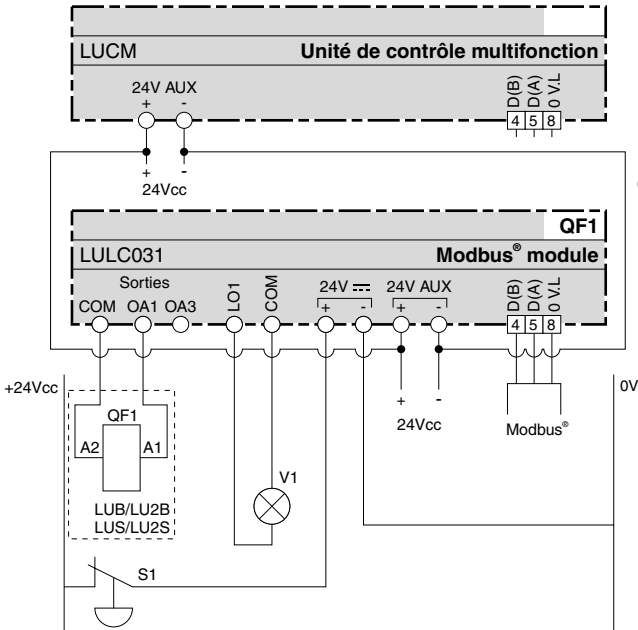 LUCM Unité de contrôle multifonction
24V AUX
+ -
D(B) D(A) 0 V.L
4 5 8
+ -
24Vcc
QF1
LULC031 Modbus® module
Sorties
COM OA1 OA3 LO1 COM
24V 24V AUX
+ - + -
D(B) D(A) 0 V.L
4 5 8
+24Vcc
0V
QF1
A2 A1
LUB/LU2B
LUS/LU2S
V1
+ -
24Vcc
Modbus®
S1